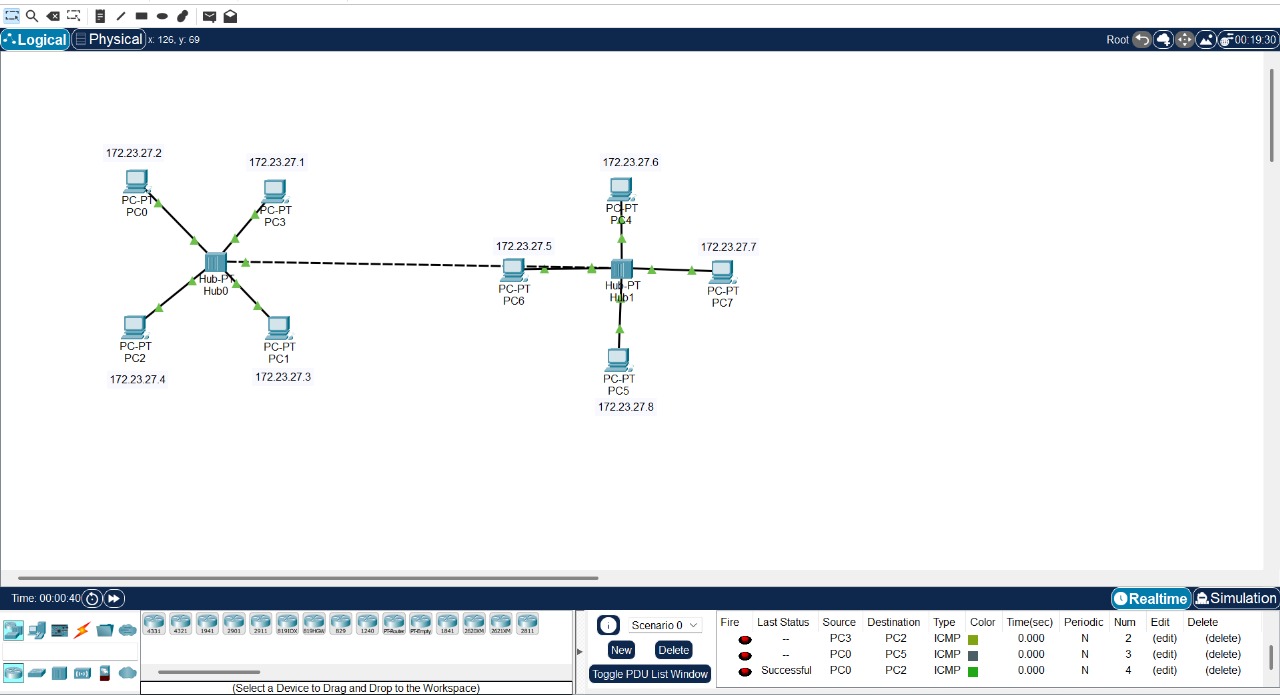 Logical Physical x: 126, y: 69 Root 00:19:30
172.23.27.2
172.23.27.1
172.23.27.6
PC-PT
PC0
PC-PT
PC3
PC-PT
PC4
172.23.27.5
172.23.27.7
Hub-PT
Hub0
PC-PT
PC6
Hub-PT
Hub1
PC-PT
PC7
PC-PT
PC2
PC-PT
PC1
172.23.27.4
172.23.27.3
PC-PT
PC5
172.23.27.8
Time: 00:00:40 Realtime Simulation
4331 4321 1941 2901 2911 819IOX 819HGW 829 1240 PT-Router PT-Empty 1841 2620XM 2621XM 2811
(Select a Device to Drag and Drop to the Workspace)
Scenario 0
New Delete
Toggle PDU List Window
Fire Last Status Source Destination Type Color Time(sec) Periodic Num Edit Delete
-- PC3 PC2 ICMP 0.000 N 2 (edit) (delete)
-- PC0 PC5 ICMP 0.000 N 3 (edit) (delete)
Successful PC0 PC2 ICMP 0.000 N 4 (edit) (delete)